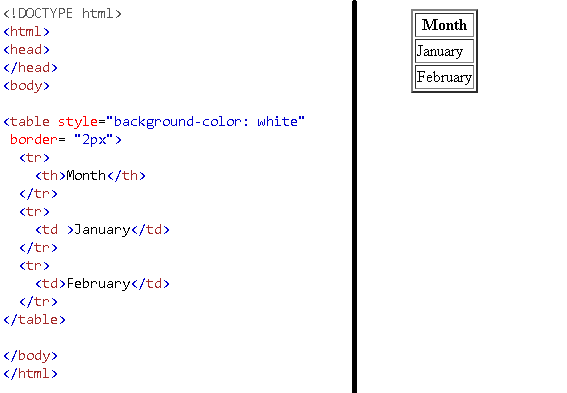 <!DOCTYPE html>
<html>
<head>
</head>
<body>
<table style="background-color: white"
border= "2px">
<tr>
<th>Month</th>
</tr>
<tr>
<td >January</td>
</tr>
<tr>
<td>February</td>
</tr>
</table>
</body>
</html>
Month
January
February